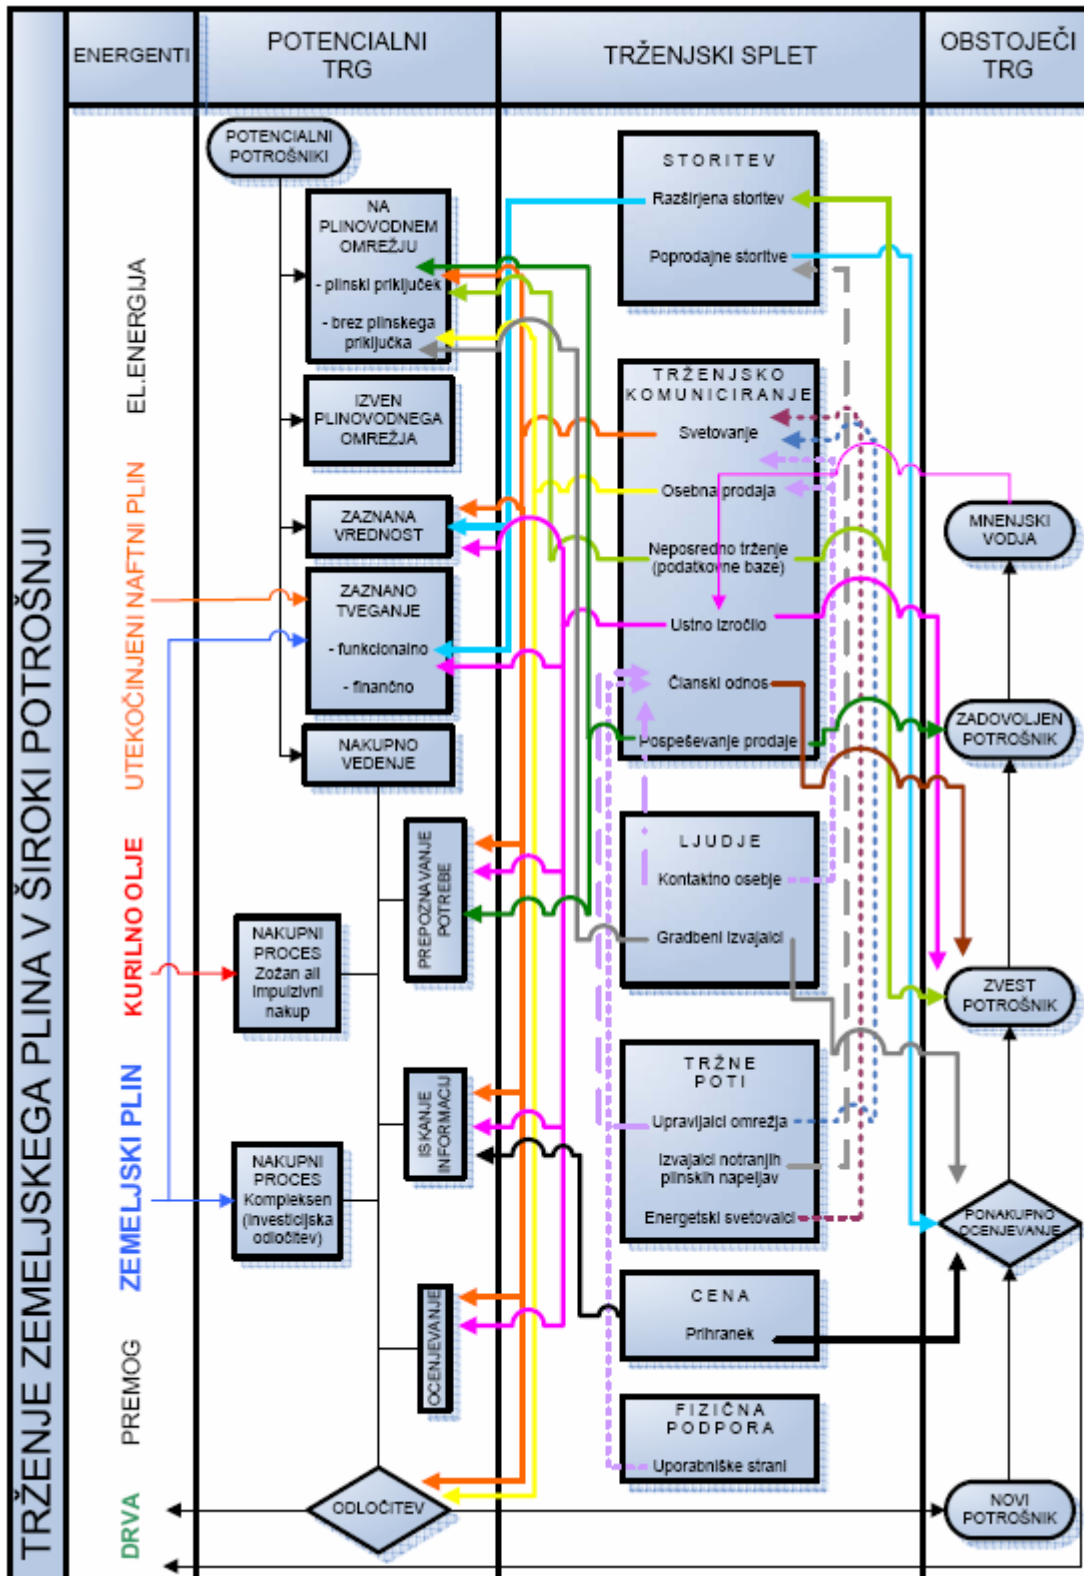 TRŽENJE ZEMELJSKEGA PLINA V ŠIROKI POTROŠNJI
ENERGENTI
POTENCIALNI
TRG
TRŽENJSKI SPLET
OBSTOJEČI
TRG
EL.ENERGIJA
UTEKOČINJENI NAFTNI PLIN
KURILNO OLJE
ZEMELJSKI PLIN
PREMOG
DRVA
POTENCIALNI
POTROŠNIKI
NA
PLINOVODNEM
OMREŽJU
- plinski priključek
- brez plinskega
priključka
IZVEN
PLINOVODNEGA
OMREŽJA
ZAZNANA
VREDNOST
ZAZNANO
TVEGANJE
- funkcionalno
- finančno
NAKUPNO
VEDENJE
PREPOZNAVANJE
POTREBE
NAKUPNI
PROCES
Zožan ali
impulzivni
nakup
ISKANJE
INFORMACIJ
NAKUPNI
PROCES
Kompleksen
(investicijska
odločitev)
OCENJEVANJE
ODLOČITEV
STORITEV
Razširjena storitev
Poprodajne storitve
TRŽENJSKO
KOMUNICIRANJE
Svetovanje
Osebna prodaja
Neposredno trženje
(podatkovne baze)
Ustno izročilo
Članski odnos
Pospeševanje prodaje
LJUDJE
Kontaktno osebje
Gradbeni izvajalci
TRŽNE
POTI
Upravljalci omrežja
Izvajalci notranjih
plinskih napeljav
Energetski svetovalci
CENA
Prihranek
FIZIČNA
PODPORA
Uporabniške strani
MNENJSKI
VODJA
ZADOVOLJEN
POTROŠNIK
ZVEST
POTROŠNIK
PONAKUPNO
OCENJEVANJE
NOVI
POTROŠNIK